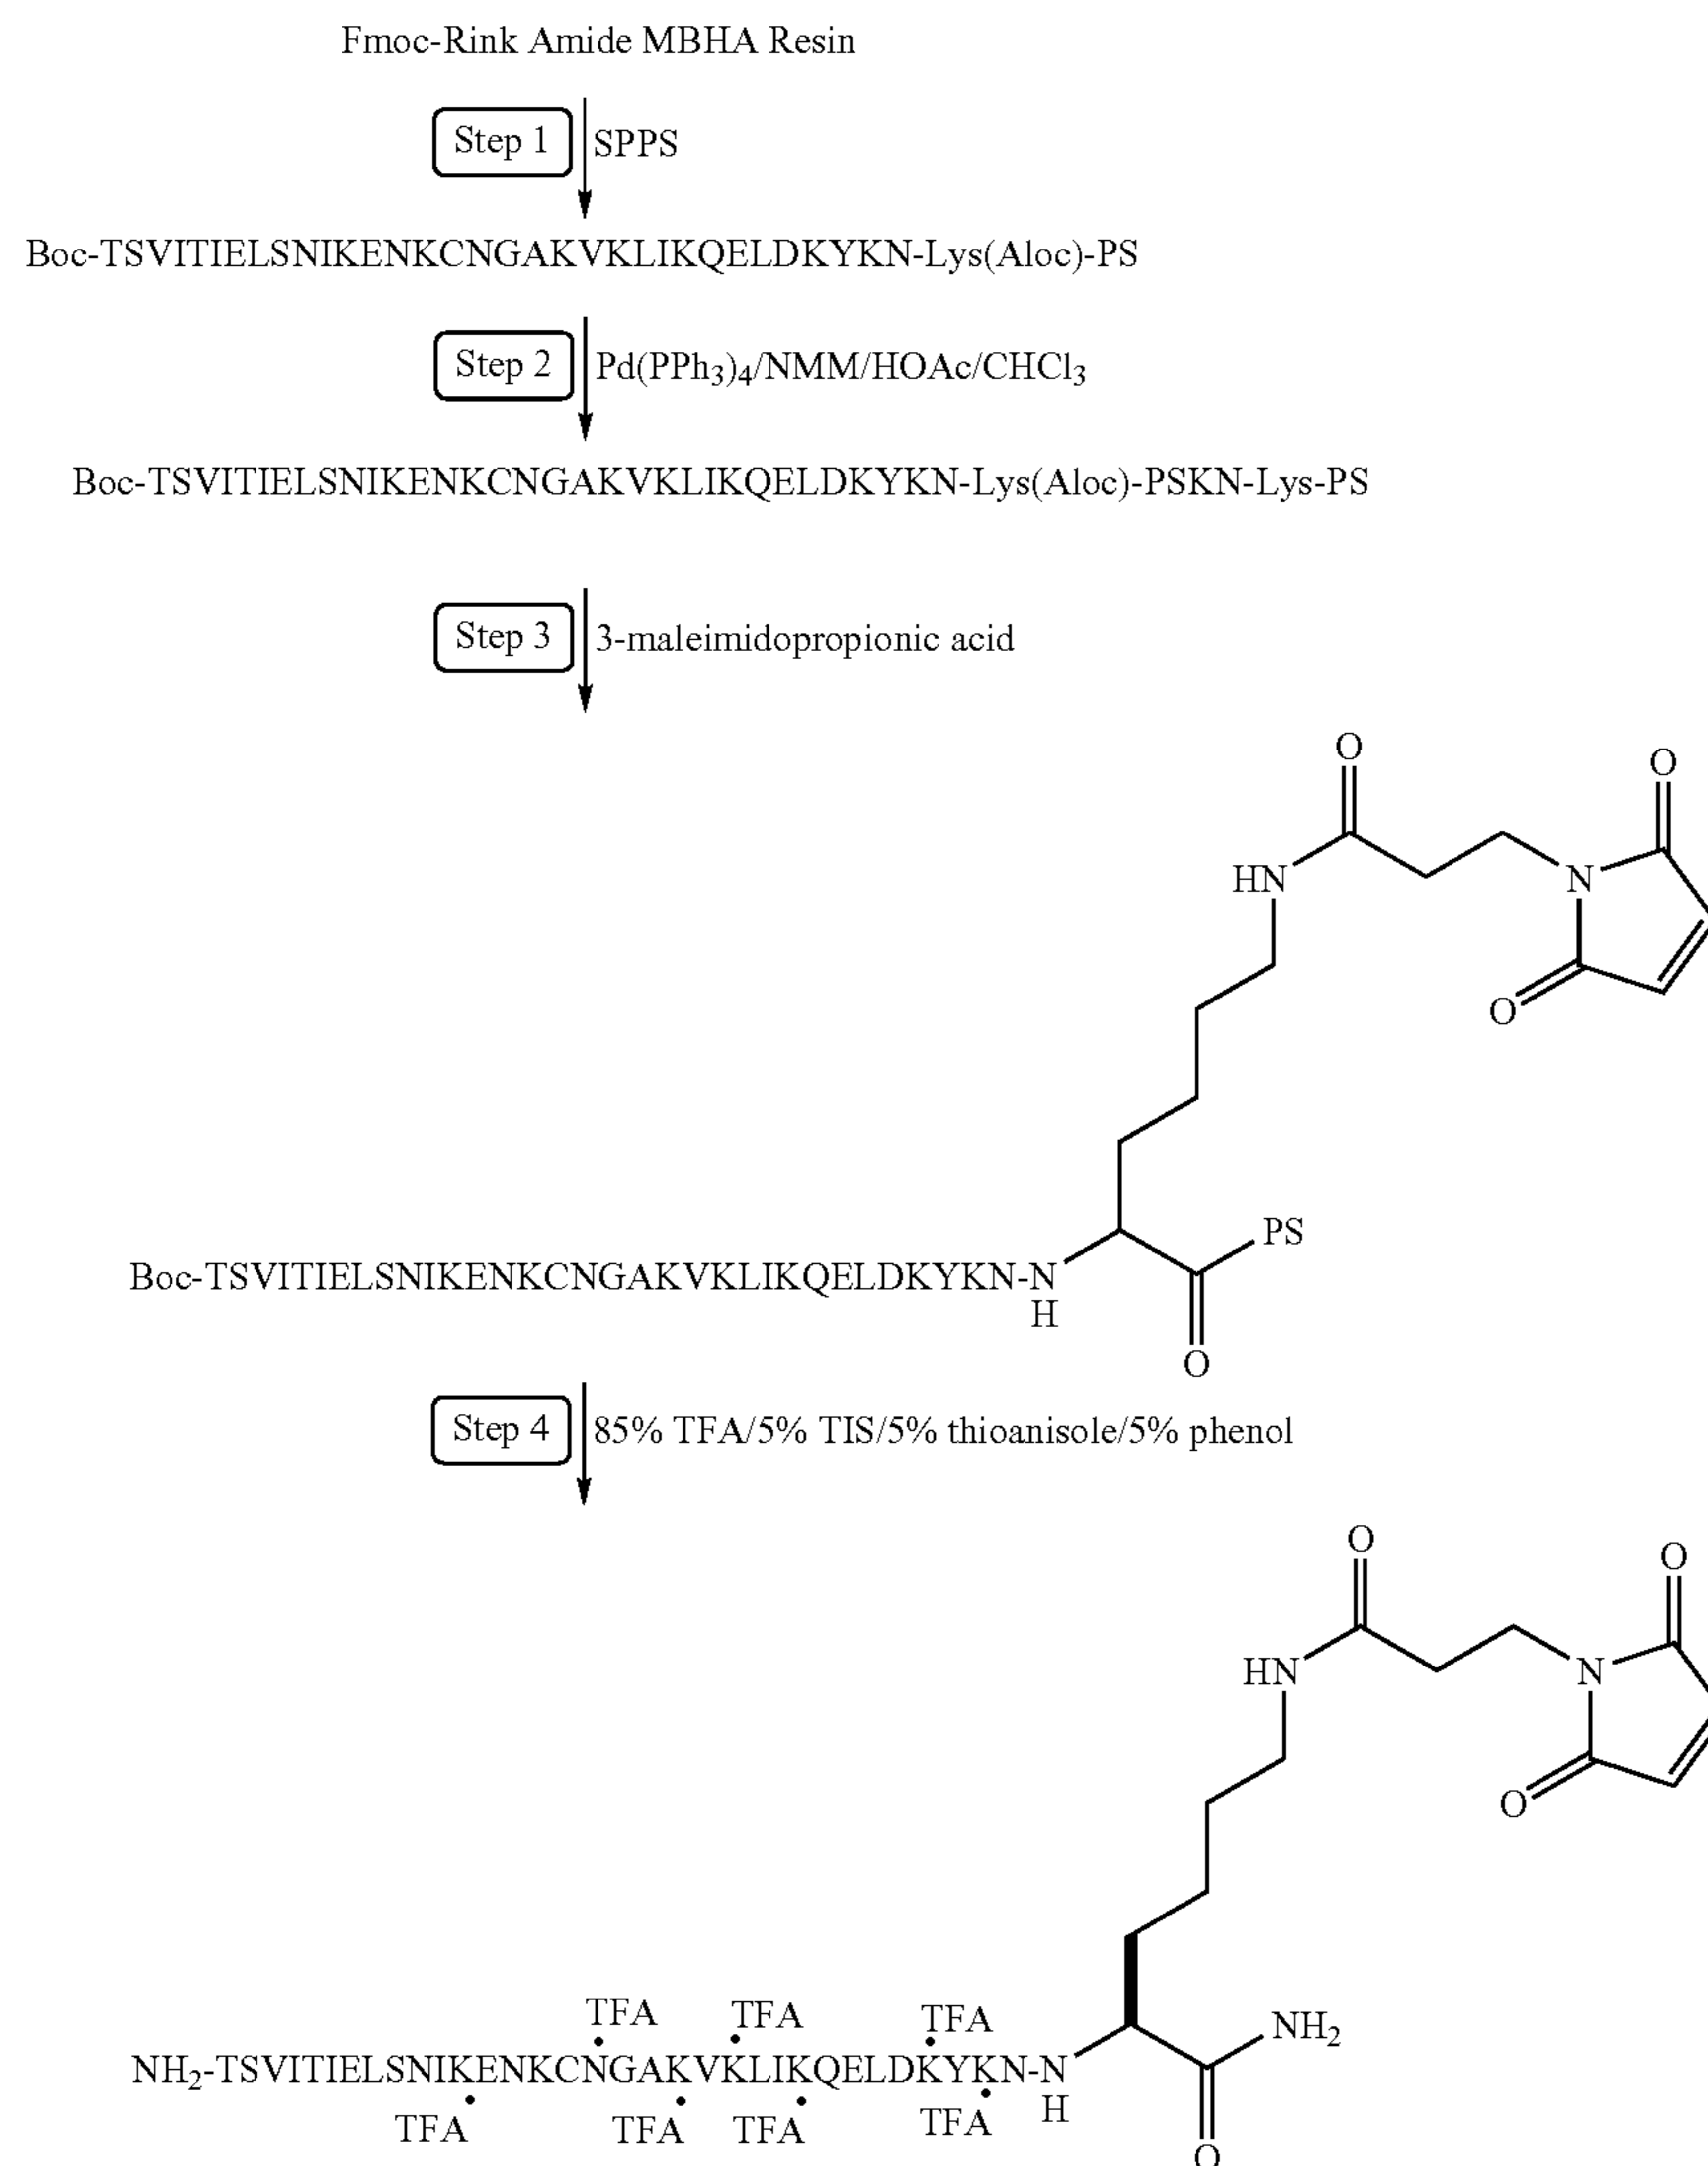 Fmoc-Rink Amide MBHA Resin
Step 1
SPPS
Boc-TSVITIELSNIKENKCNGAKVKLIKQELDKYKN-Lys(Aloc)-PS
Step 2
Pd(PPh3)4/NMM/HOAc/CHCl3
Boc-TSVITIELSNIKENKCNGAKVKLIKQELDKYKN-Lys(Aloc)-PSKN-Lys-PS
Step 3
3-maleimidopropionic acid
O
O
HN
N
O
PS
Boc-TSVITIELSNIKENKCNGAKVKLIKQELDKYKN-N
H
O
Step 4
85% TFA/5% TIS/5% thioanisole/5% phenol
O
O
HN
N
O
TFA TFA TFA
NH2
NH2-TSVITIELSNIKENKCNGAKVKLIKQELDKYKN-N
H
TFA TFA TFA TFA
O